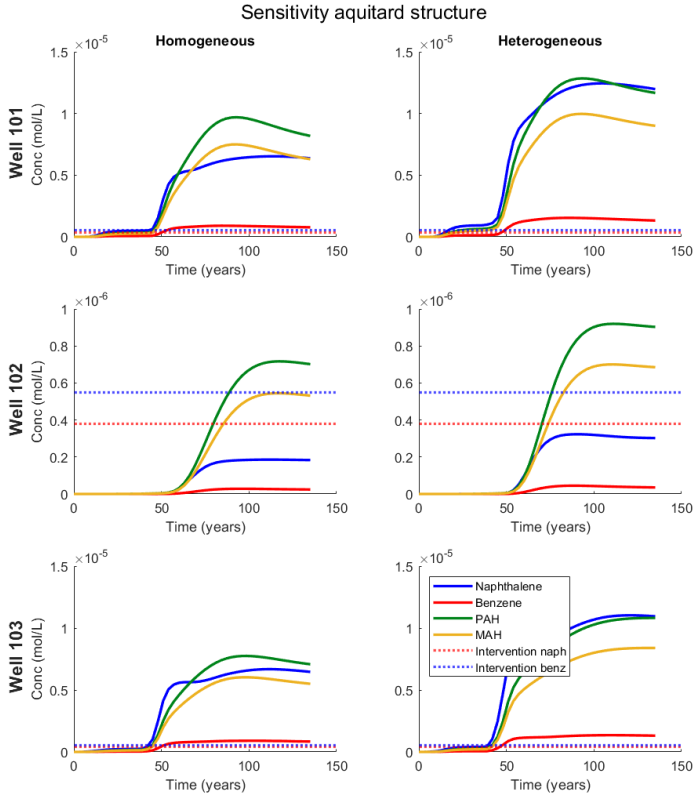 Sensitivity aquitard structure
Homogeneous
Heterogeneous
×10-5
×10-5
1.5
1
0.5
0
1.5
1
0.5
0
Well 101
Conc (mol/L)
0 50 100 150
0 50 100 150
Time (years)
Time (years)
×10-6
×10-6
1
0.8
0.6
0.4
0.2
0
1
0.8
0.6
0.4
0.2
0
Well 102
Conc (mol/L)
0 50 100 150
0 50 100 150
Time (years)
Time (years)
×10-5
×10-5
1.5
1
0.5
0
1.5
1
0.5
0
Well 103
Conc (mol/L)
Naphthalene
Benzene
PAH
MAH
Intervention naph
Intervention benz
0 50 100 150
0 50 100 150
Time (years)
Time (years)